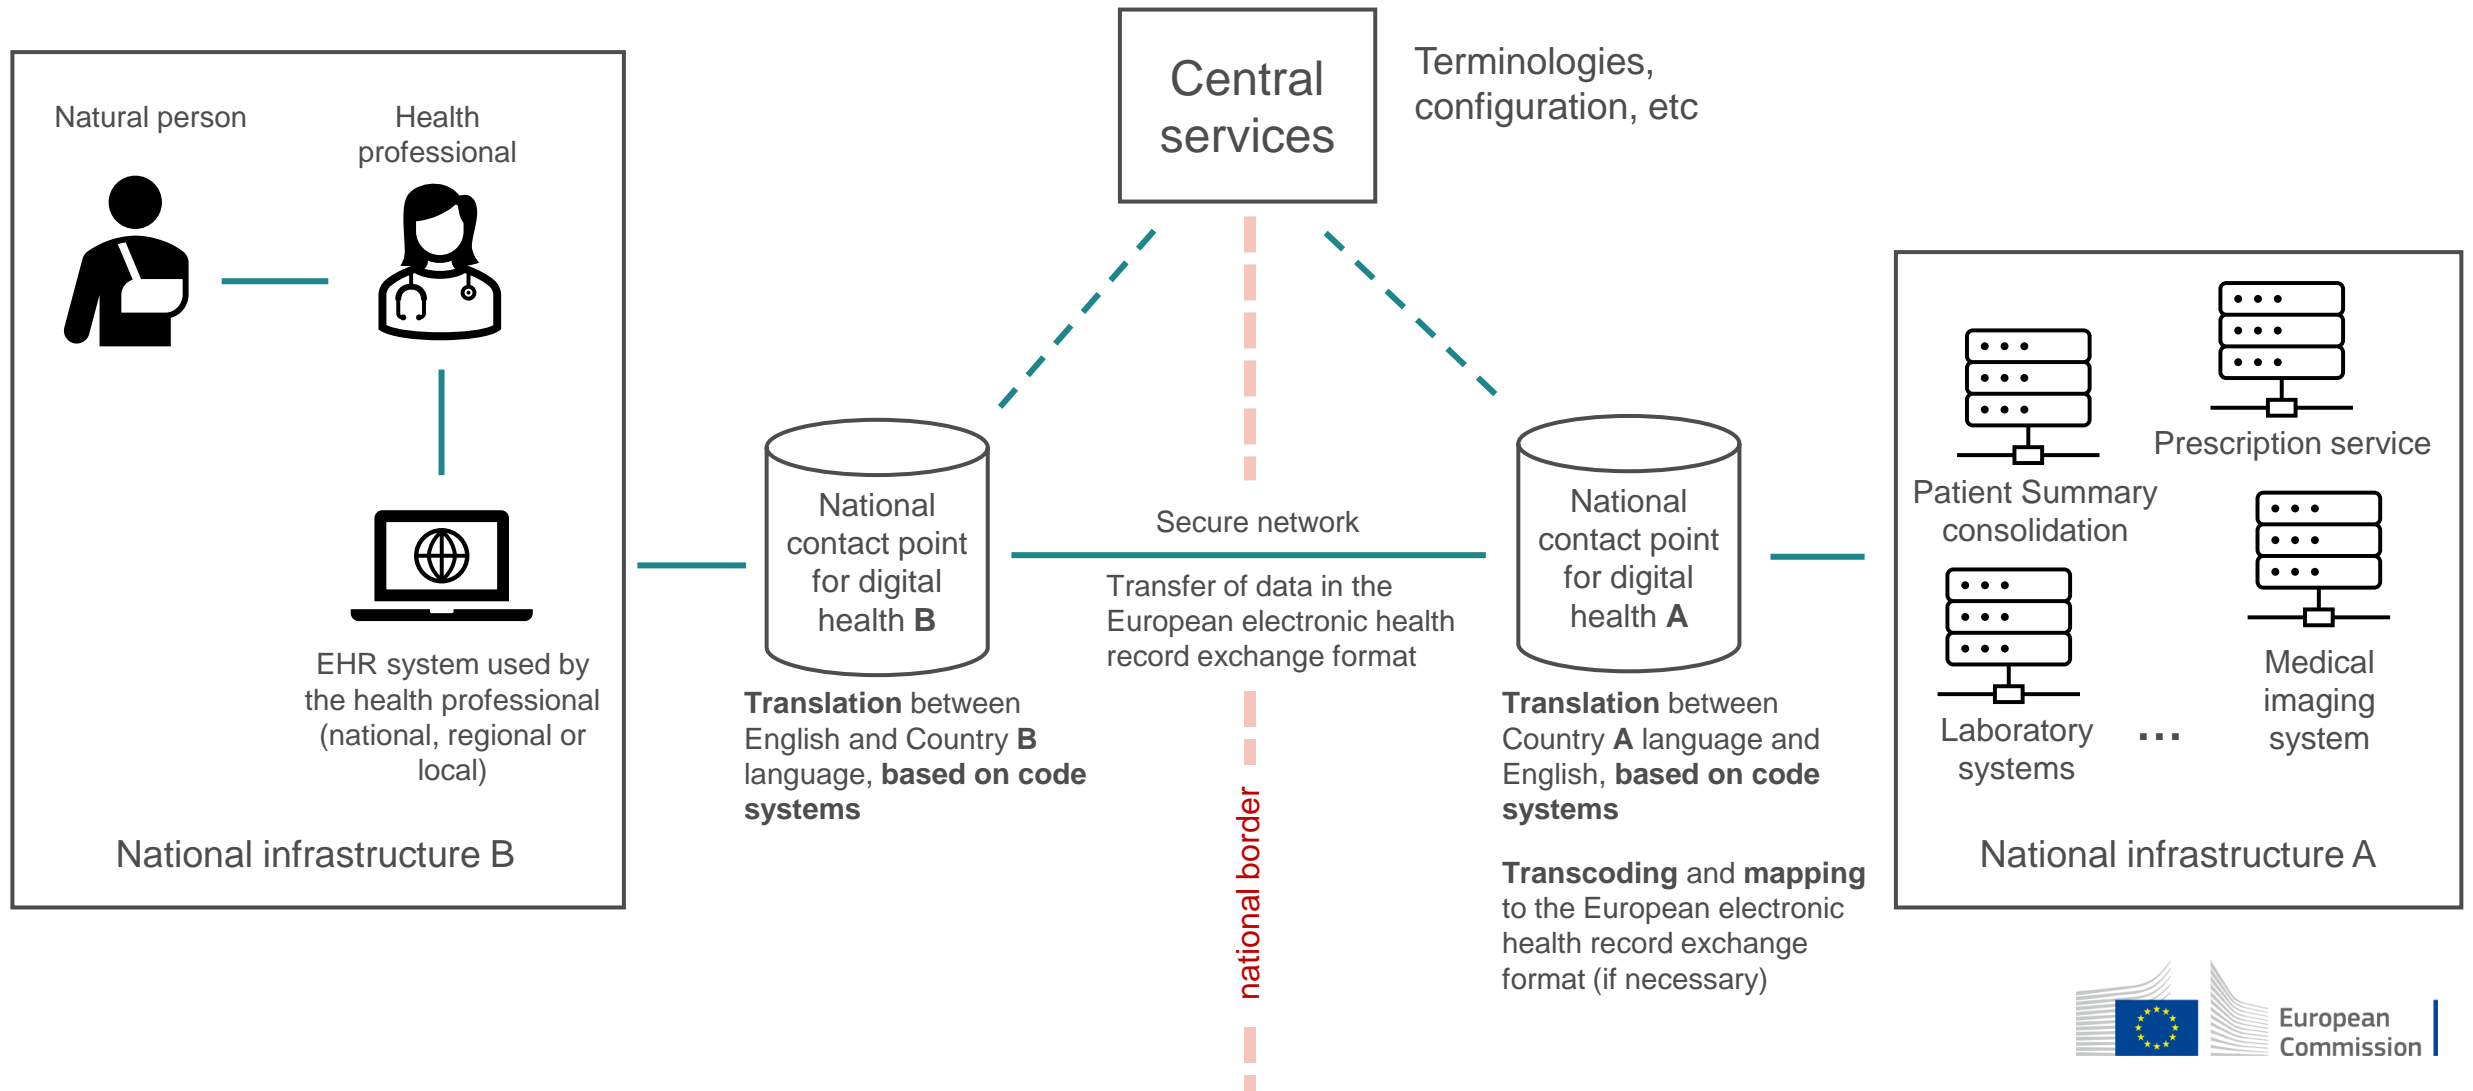 Central
services
Terminologies,
configuration, etc
Natural person
Health
professional
EHR system used by
the health professional
(national, regional or
local)
National infrastructure B
National
contact point
for digital
health B
Translation between
English and Country B
language, based on code
systems
Secure network
Transfer of data in the
European electronic health
record exchange format
national border
National
contact point
for digital
health A
Translation between
Country A language and
English, based on code
systems
Transcoding and mapping
to the European electronic
health record exchange
format (if necessary)
Prescription service
Patient Summary
consolidation
Medical
imaging
system
Laboratory
systems
...
National infrastructure A
European
Commission